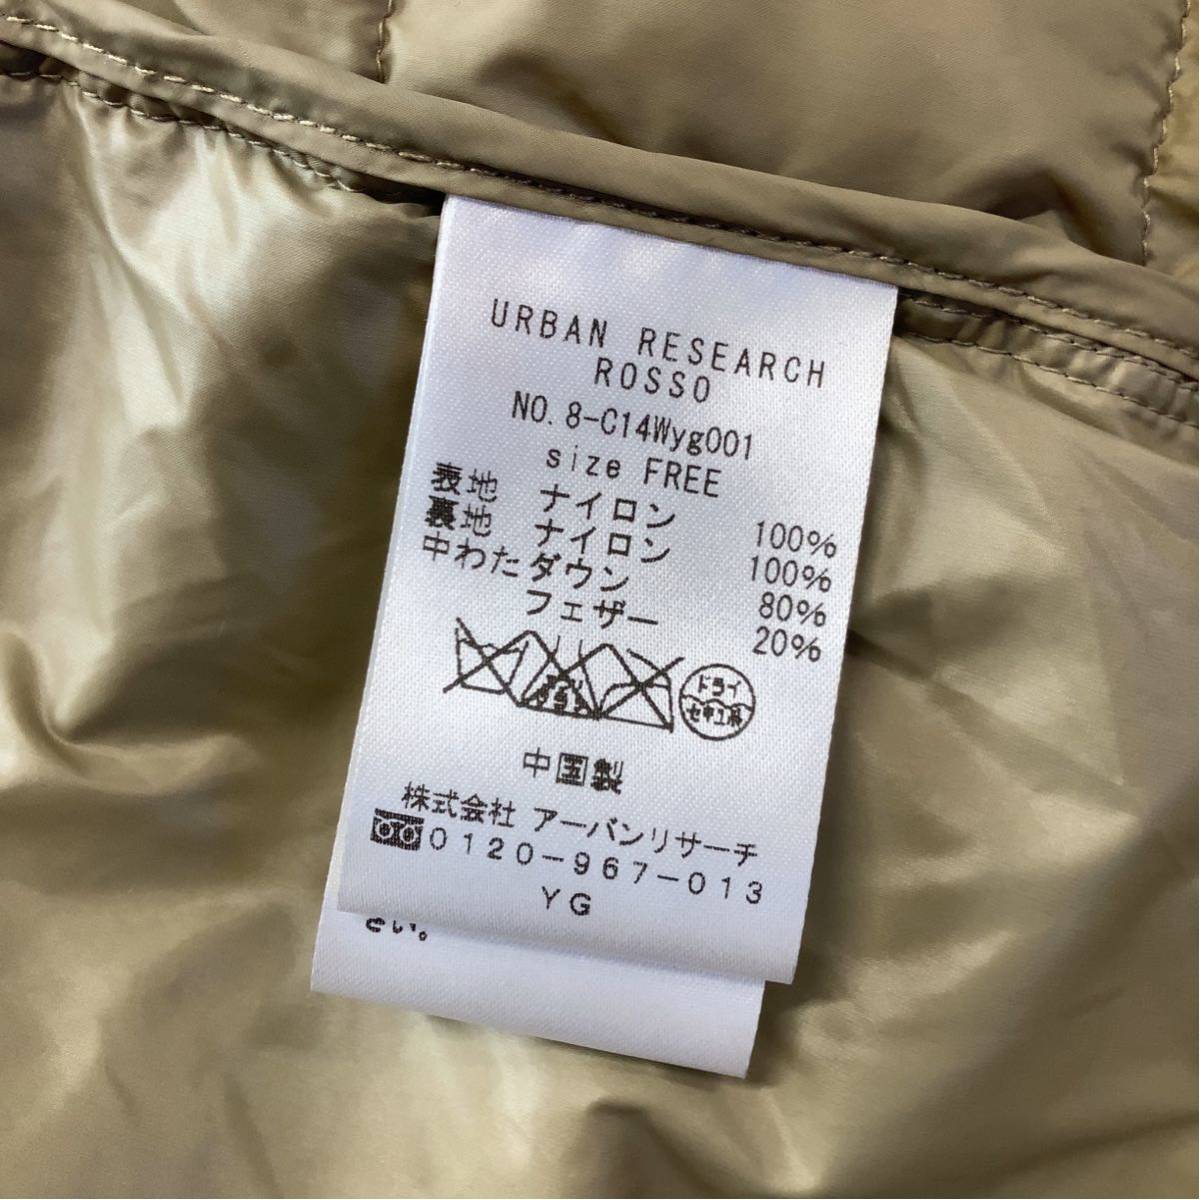 URBAN RESEARCH
ROSSO
NO. 8-C14Wyg001
size FREE
表地 ナイロン 100%
裏地 ナイロン 100%
中わた ダウン 80%
フェザー 20%
ドライ
セキユ系
中国製
株式会社 アーバンリサーチ
0120-967-013
YG
さい。